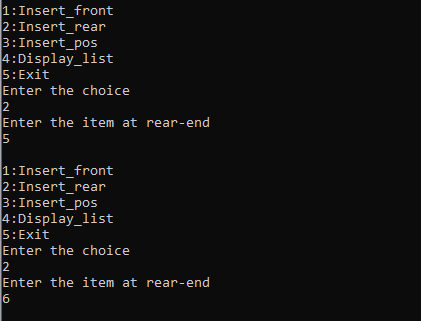 1:Insert_front
2:Insert_rear
3:Insert_pos
4:Display_list
5:Exit
Enter the choice
2
Enter the item at rear-end
5
1:Insert_front
2:Insert_rear
3:Insert_pos
4:Display_list
5:Exit
Enter the choice
2
Enter the item at rear-end
6